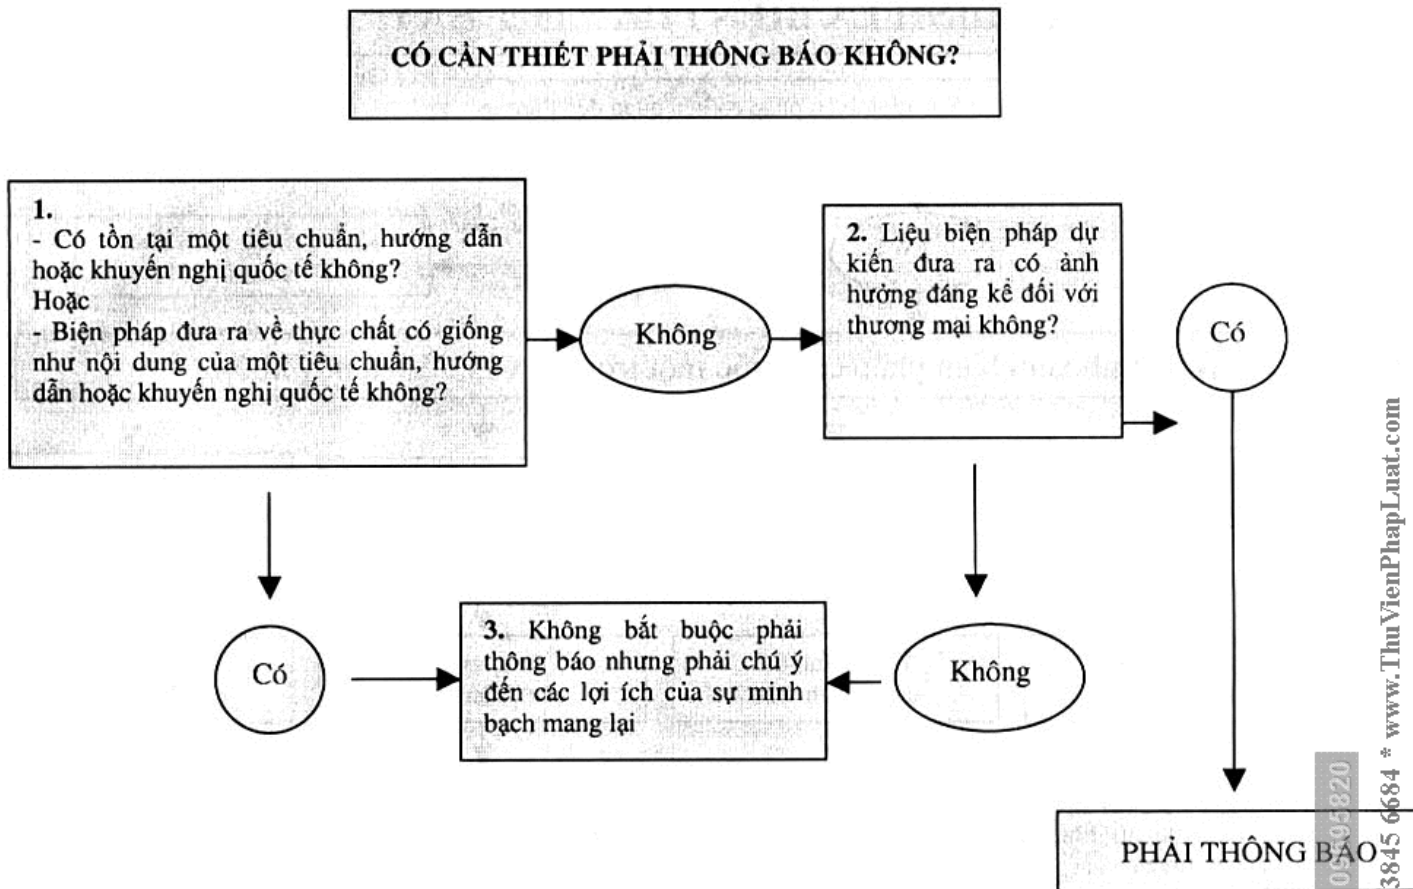 CÓ CẦN THIẾT PHẢI THÔNG BÁO KHÔNG?
1.
- Có tồn tại một tiêu chuẩn, hướng dẫn
hoặc khuyến nghị quốc tế không?
Hoặc
- Biện pháp đưa ra về thực chất có giống
như nội dung của một tiêu chuẩn, hướng
dẫn hoặc khuyến nghị quốc tế không?
Không
2. Liệu biện pháp dự
kiến đưa ra có ảnh
hưởng đáng kể đối với
thương mại không?
Có
Có
3. Không bắt buộc phải
thông báo nhưng phải chú ý
đến các lợi ích của sự minh
bạch mang lại
Không
PHẢI THÔNG BÁO
09695820
3845 6684 * www.ThuVienPhapLuat.com